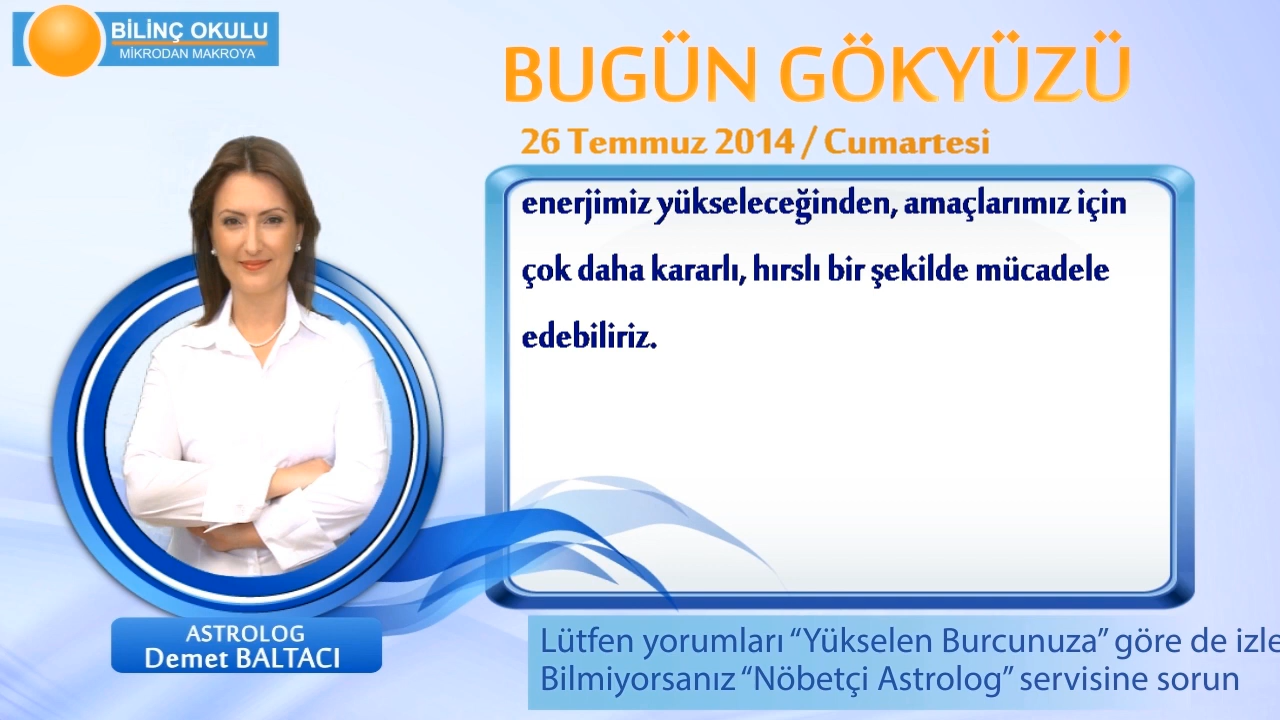 BİLİNÇ OKULU
MİKRODAN MAKROYA
BUGÜN GÖKYÜZÜ
26 Temmuz 2014 / Cumartesi
enerjimiz yükseleceğinden, amaçlarımız için
çok daha kararlı, hırslı bir şekilde mücadele
edebiliriz.
ASTROLOG
Demet BALTACI
Lütfen yorumları “Yükselen Burcunuza” göre de izle
Bilmiyorsanız “Nöbetçi Astrolog” servisine sorun